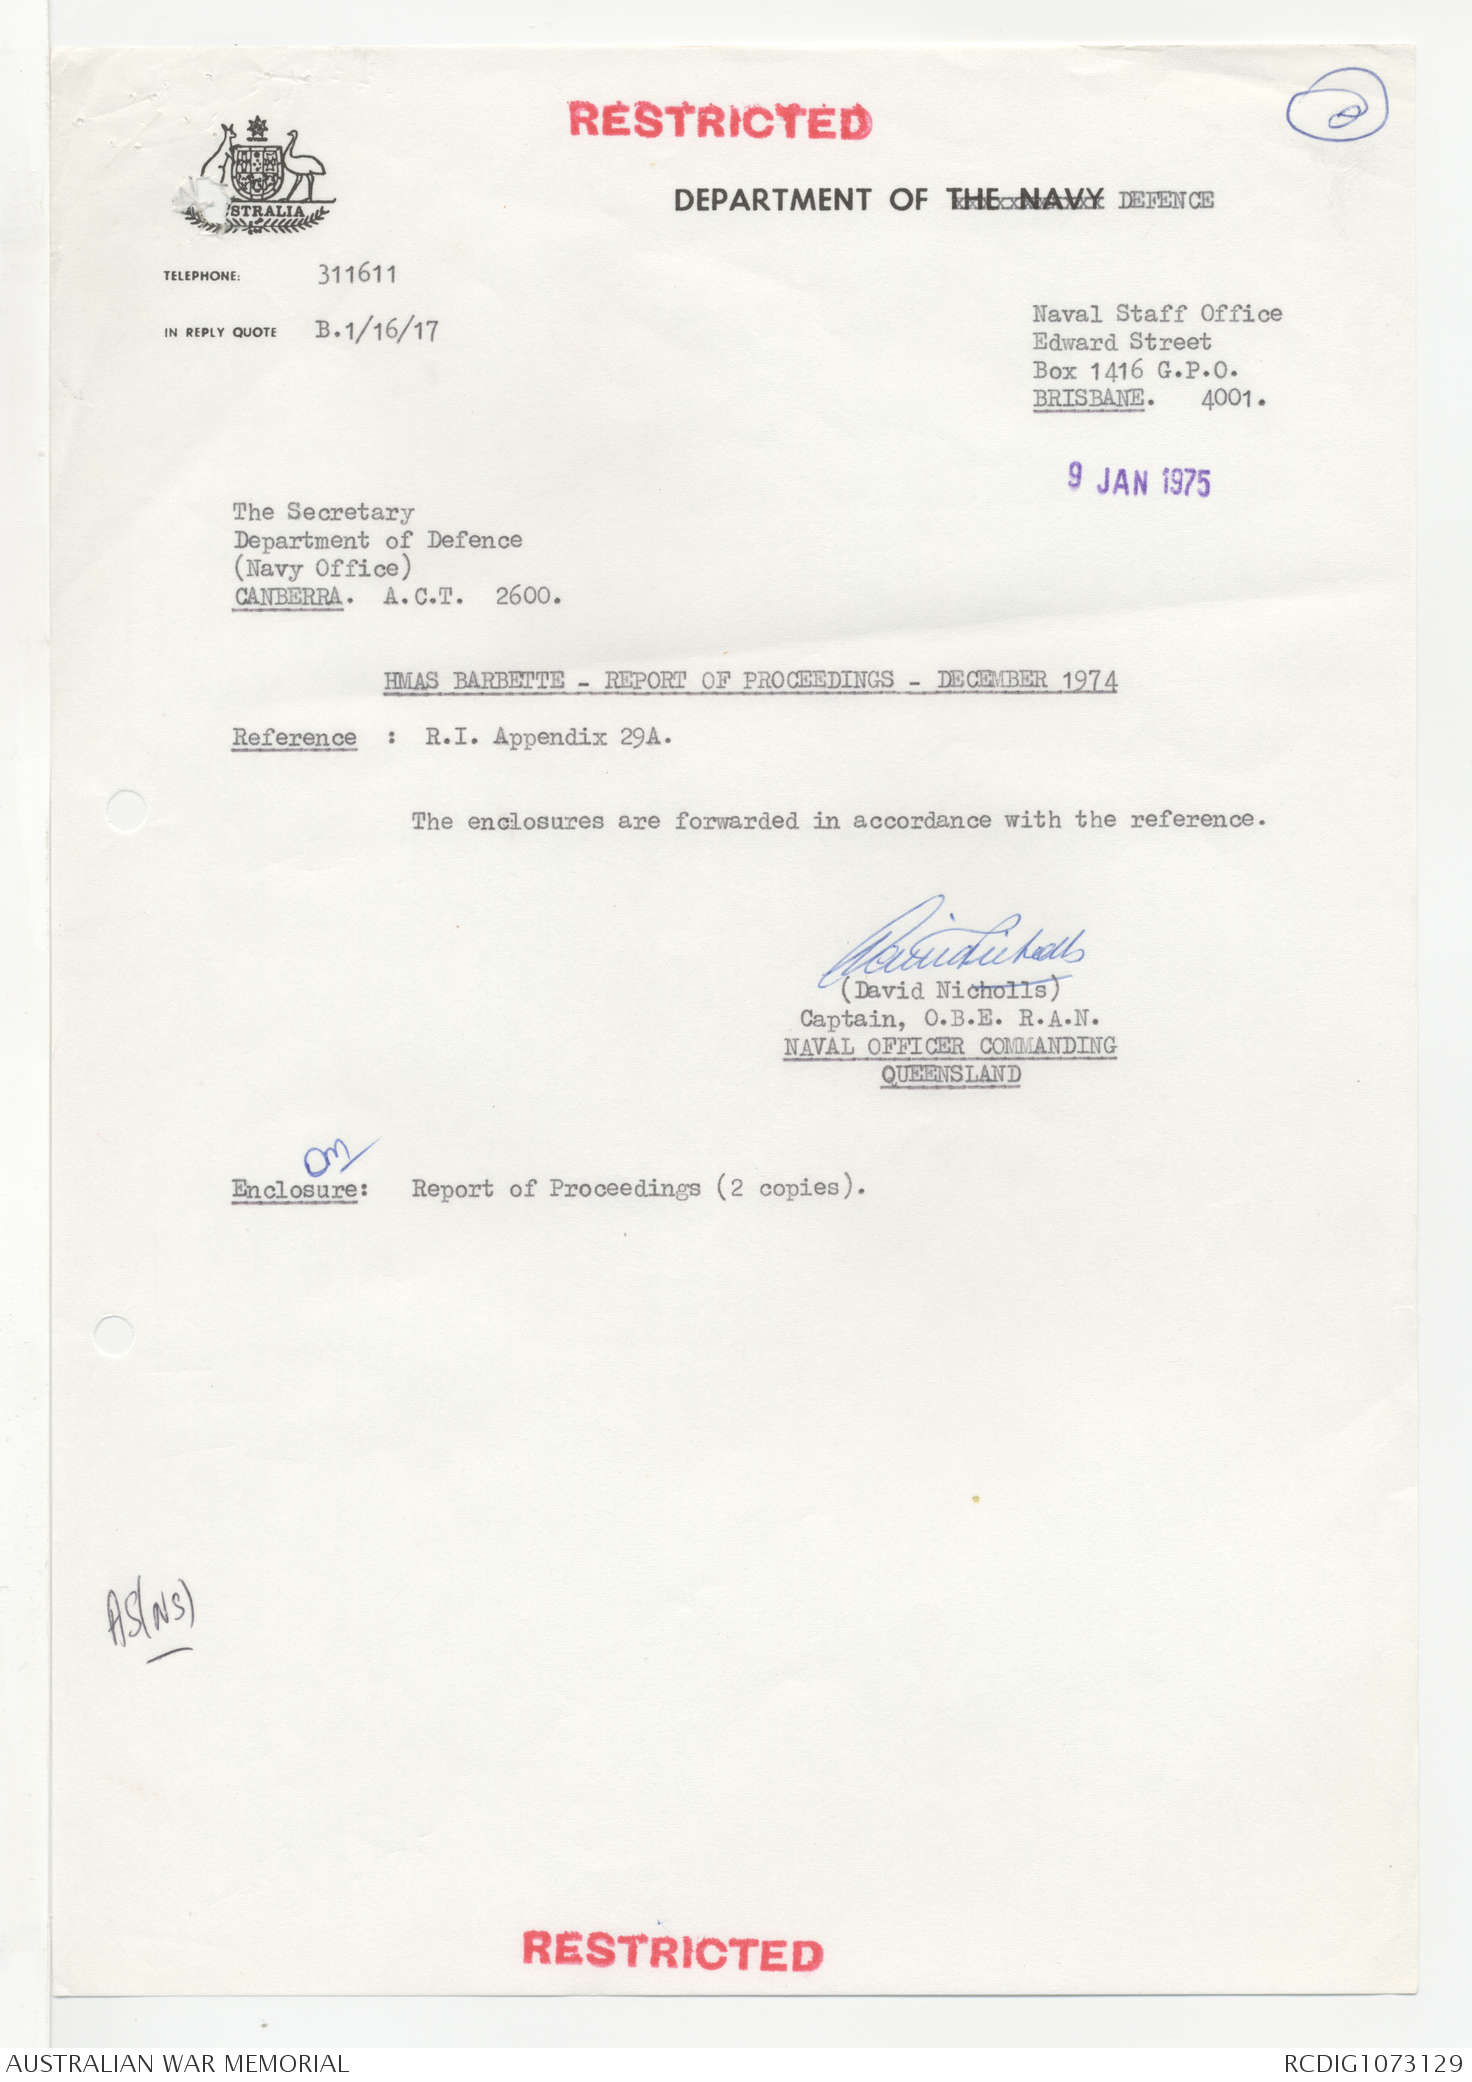 RESTRICTED
STRALIA
DEPARTMENT OF THE NAVY DEFENCE
TELEPHONE: 311611
IN REPLY QUOTE B.1/16/17
Naval Staff Office
Edward Street
Box 1416 G.P.O.
BRISBANE. 4001.
9 JAN 1975
The Secretary
Department of Defence
(Navy Office)
CANBERRA. A.C.T. 2600.
HMAS BARBETTE - REPORT OF PROCEEDINGS - DECEMBER 1974
Reference : R.I. Appendix 29A.
The enclosures are forwarded in accordance with the reference.
David Nicholls
(David Nicholls)
Captain, O.B.E. R.A.N.
NAVAL OFFICER COMMANDING
QUEENSLAND
Enclosure: Report of Proceedings (2 copies).
AS(NS)
RESTRICTED
AUSTRALIAN WAR MEMORIAL
RCDIG1073129